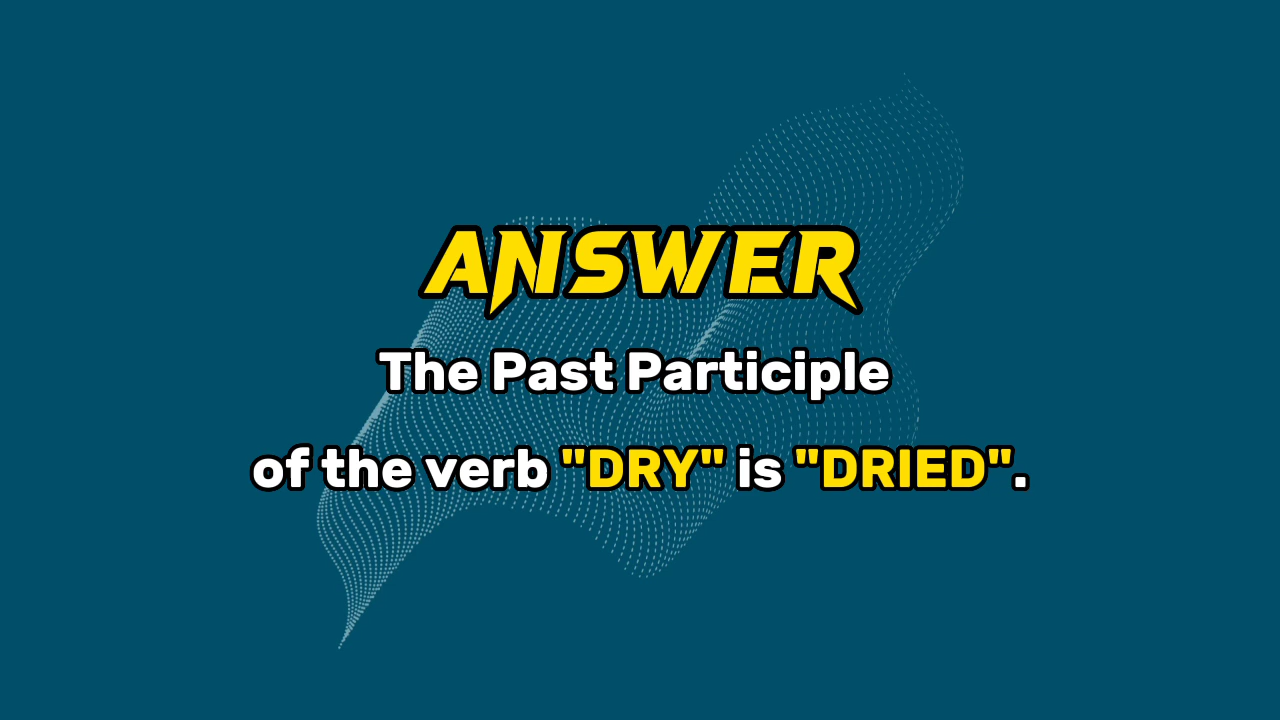 ANSWER
The Past Participle
of the verb "DRY" is "DRIED".